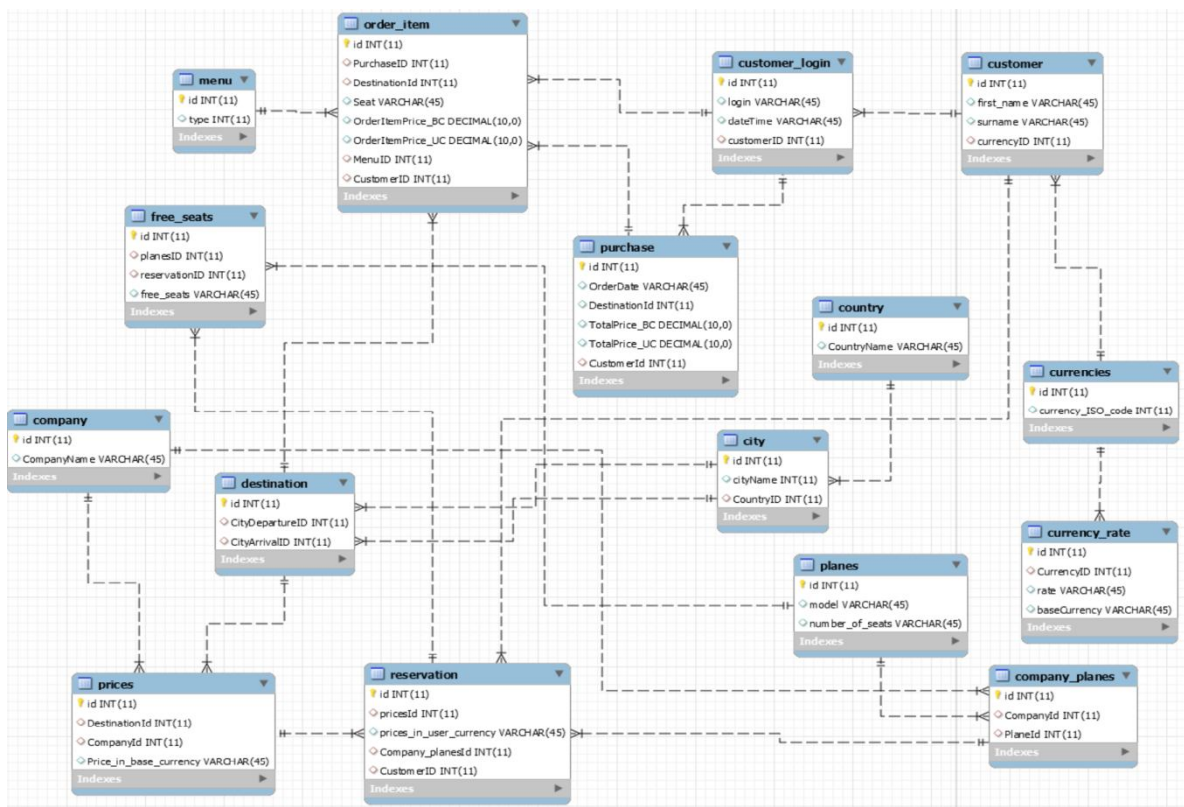 order_item
id INT(11)
PurchaseID INT(11)
DestinationId INT(11)
Seat VARCHAR(45)
OrderItemPrice_BC DECIMAL(10,0)
OrderItemPrice_UC DECIMAL(10,0)
MenuID INT(11)
CustomerID INT(11)
Indexes
menu
id INT(11)
type INT(11)
Indexes
customer_login
id INT(11)
login VARCHAR(45)
dateTime VARCHAR(45)
customerID INT(11)
Indexes
customer
id INT(11)
first_name VARCHAR(45)
surname VARCHAR(45)
currencyID INT(11)
Indexes
free_seats
id INT(11)
planesID INT(11)
reservationID INT(11)
free_seats VARCHAR(45)
Indexes
purchase
id INT(11)
OrderDate VARCHAR(45)
DestinationId INT(11)
TotalPrice_BC DECIMAL(10,0)
TotalPrice_UC DECIMAL(10,0)
CustomerId INT(11)
Indexes
country
id INT(11)
CountryName VARCHAR(45)
Indexes
currencies
id INT(11)
currency_ISO_code INT(11)
Indexes
company
id INT(11)
CompanyName VARCHAR(45)
Indexes
city
id INT(11)
cityName INT(11)
CountryID INT(11)
Indexes
destination
id INT(11)
CityDepartureID INT(11)
CityArrivalID INT(11)
Indexes
currency_rate
id INT(11)
CurrencyID INT(11)
rate VARCHAR(45)
baseCurrency VARCHAR(45)
Indexes
planes
id INT(11)
model VARCHAR(45)
number_of_seats VARCHAR(45)
Indexes
prices
id INT(11)
DestinationId INT(11)
CompanyId INT(11)
Price_in_base_currency VARCHAR(45)
Indexes
reservation
id INT(11)
pricesId INT(11)
prices_in_user_currency VARCHAR(45)
Company_planesId INT(11)
CustomerID INT(11)
Indexes
company_planes
id INT(11)
CompanyId INT(11)
PlaneId INT(11)
Indexes